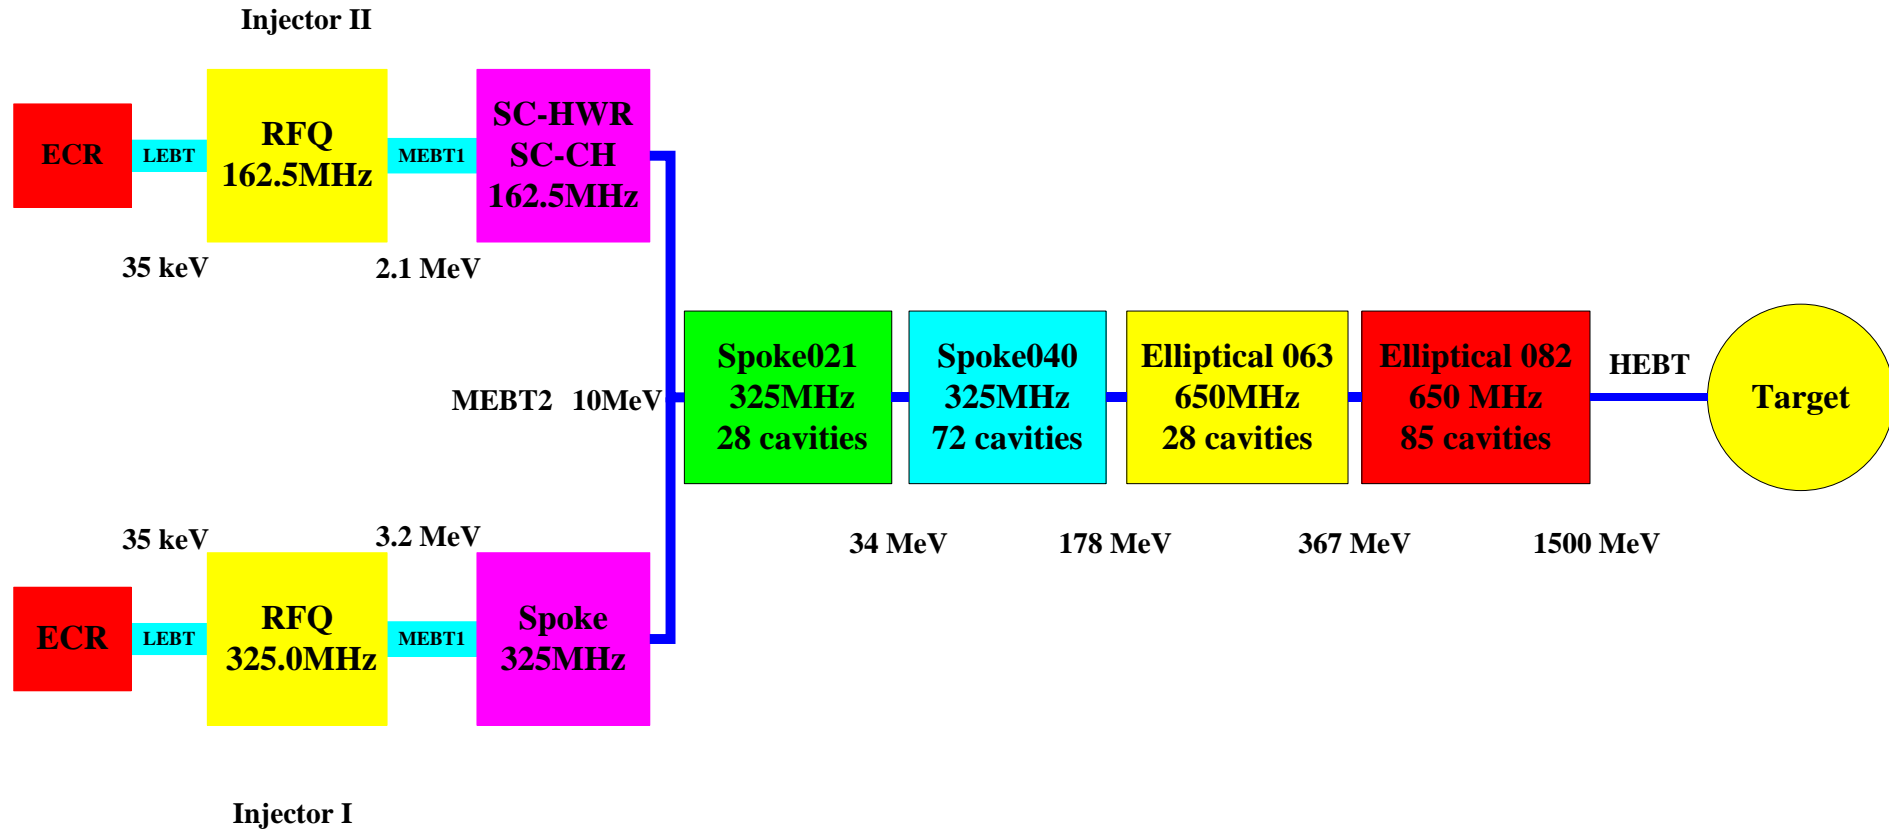 Injector II
ECR
LEBT
RFQ
162.5MHz
MEBT1
SC-HWR
SC-CH
162.5MHz
35 keV
2.1 MeV
MEBT2 10MeV
Spoke021
325MHz
28 cavities
Spoke040
325MHz
72 cavities
Elliptical 063
650MHz
28 cavities
Elliptical 082
650 MHz
85 cavities
HEBT
Target
34 MeV
178 MeV
367 MeV
1500 MeV
35 keV
3.2 MeV
ECR
LEBT
RFQ
325.0MHz
MEBT1
Spoke
325MHz
Injector I